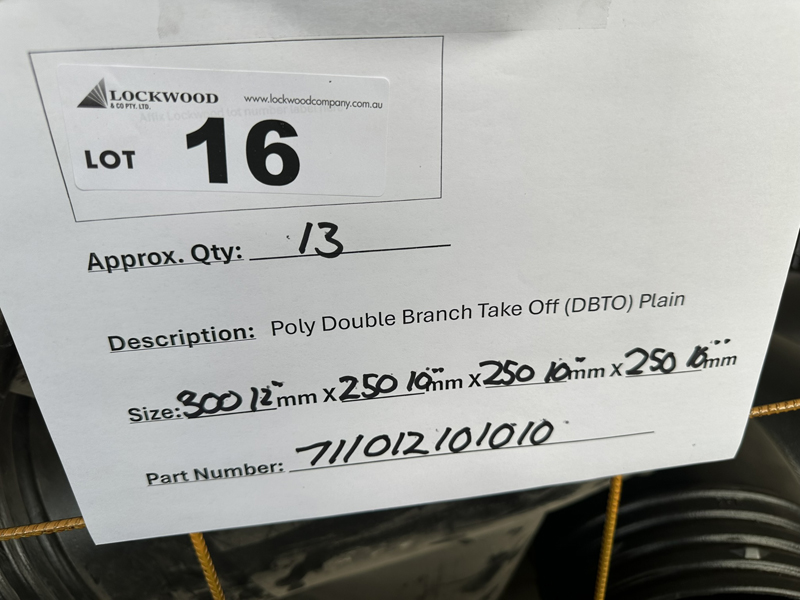 LOCKWOOD
& CO PTY. LTD.
www.lockwoodcompany.com.au
LOT 16
Approx. Qty: 13
Description: Poly Double Branch Take Off (DBTO) Plain
Size: 300 12" mm X 250 10" mm X 250 10" mm X 250 10" mm
Part Number: 711012101010